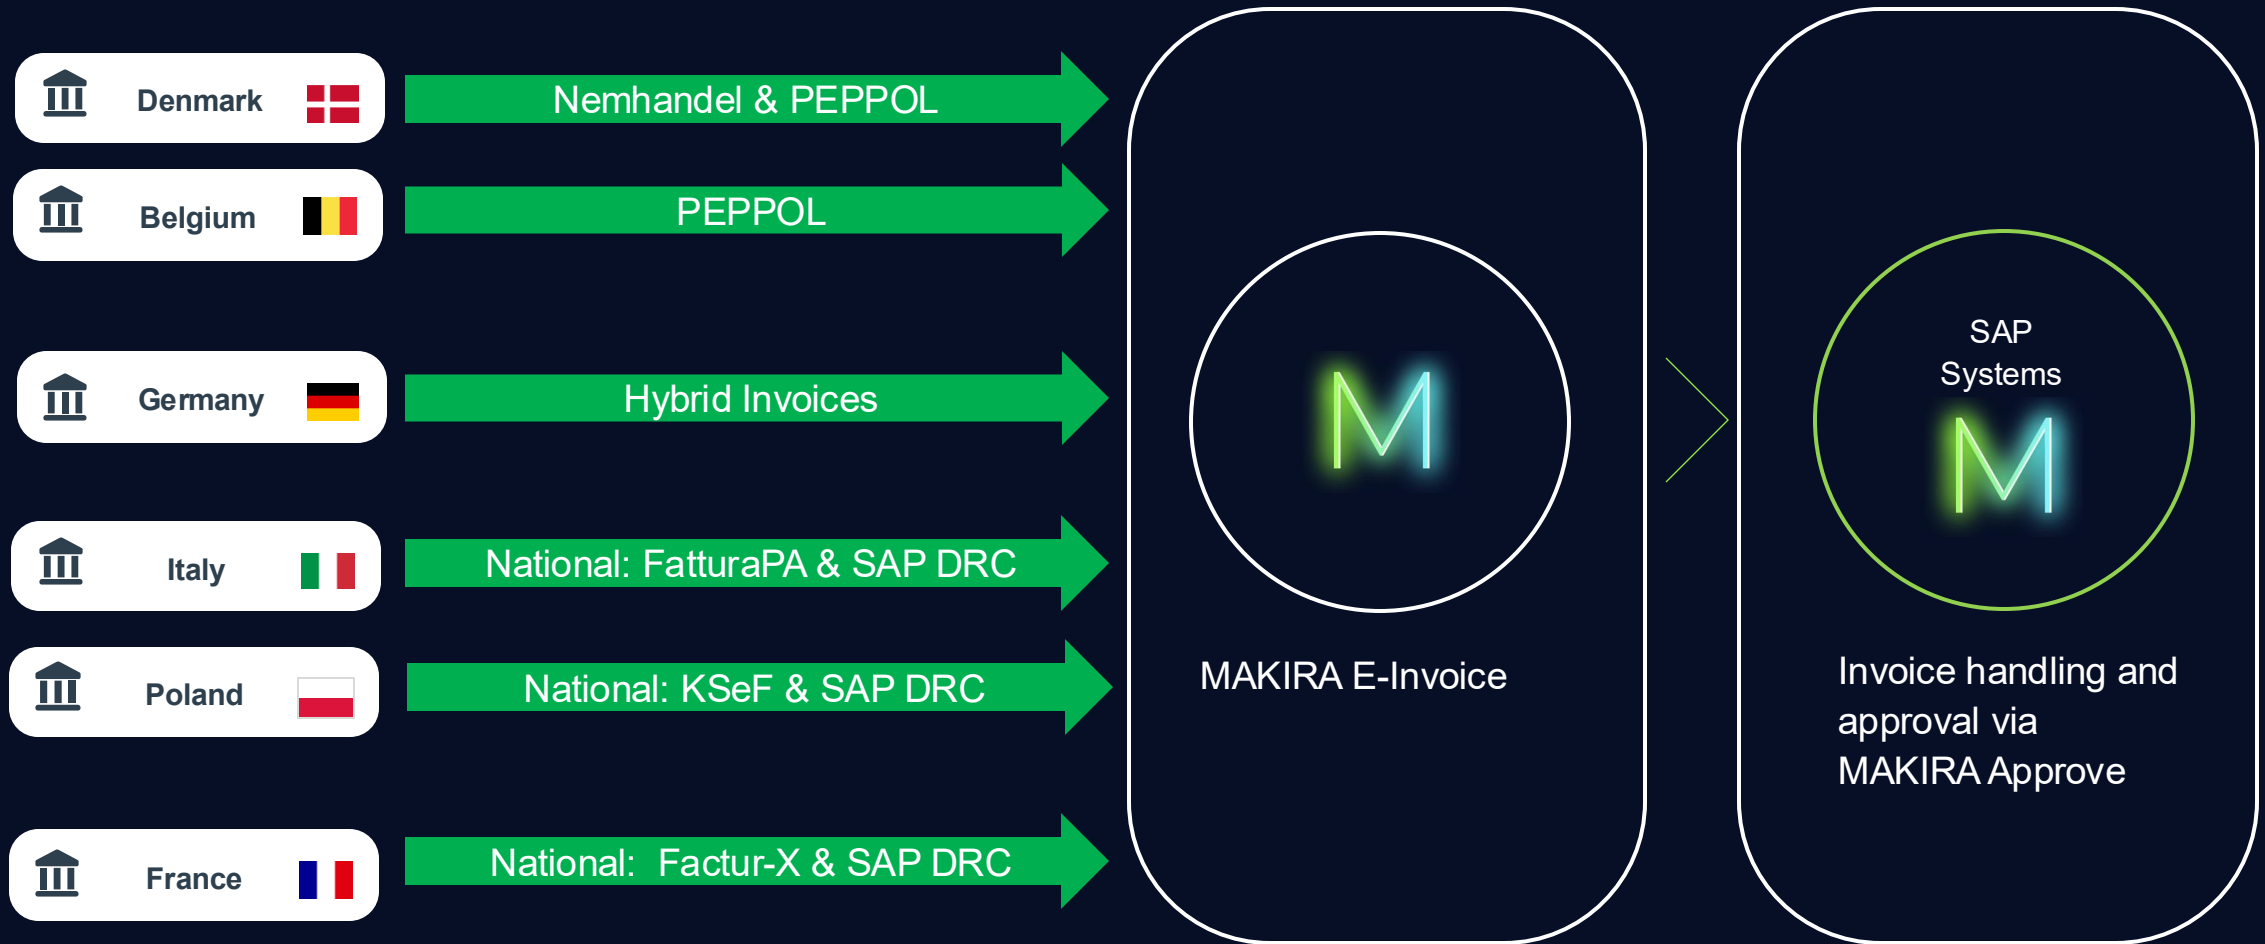 Denmark
Nemhandel & PEPPOL
Belgium
PEPPOL
Germany
Hybrid Invoices
Italy
National: FatturaPA & SAP DRC
Poland
National: KSeF & SAP DRC
France
National:  Factur-X & SAP DRC
M
MAKIRA E-Invoice
SAP
Systems
M
Invoice handling and
approval via
MAKIRA Approve